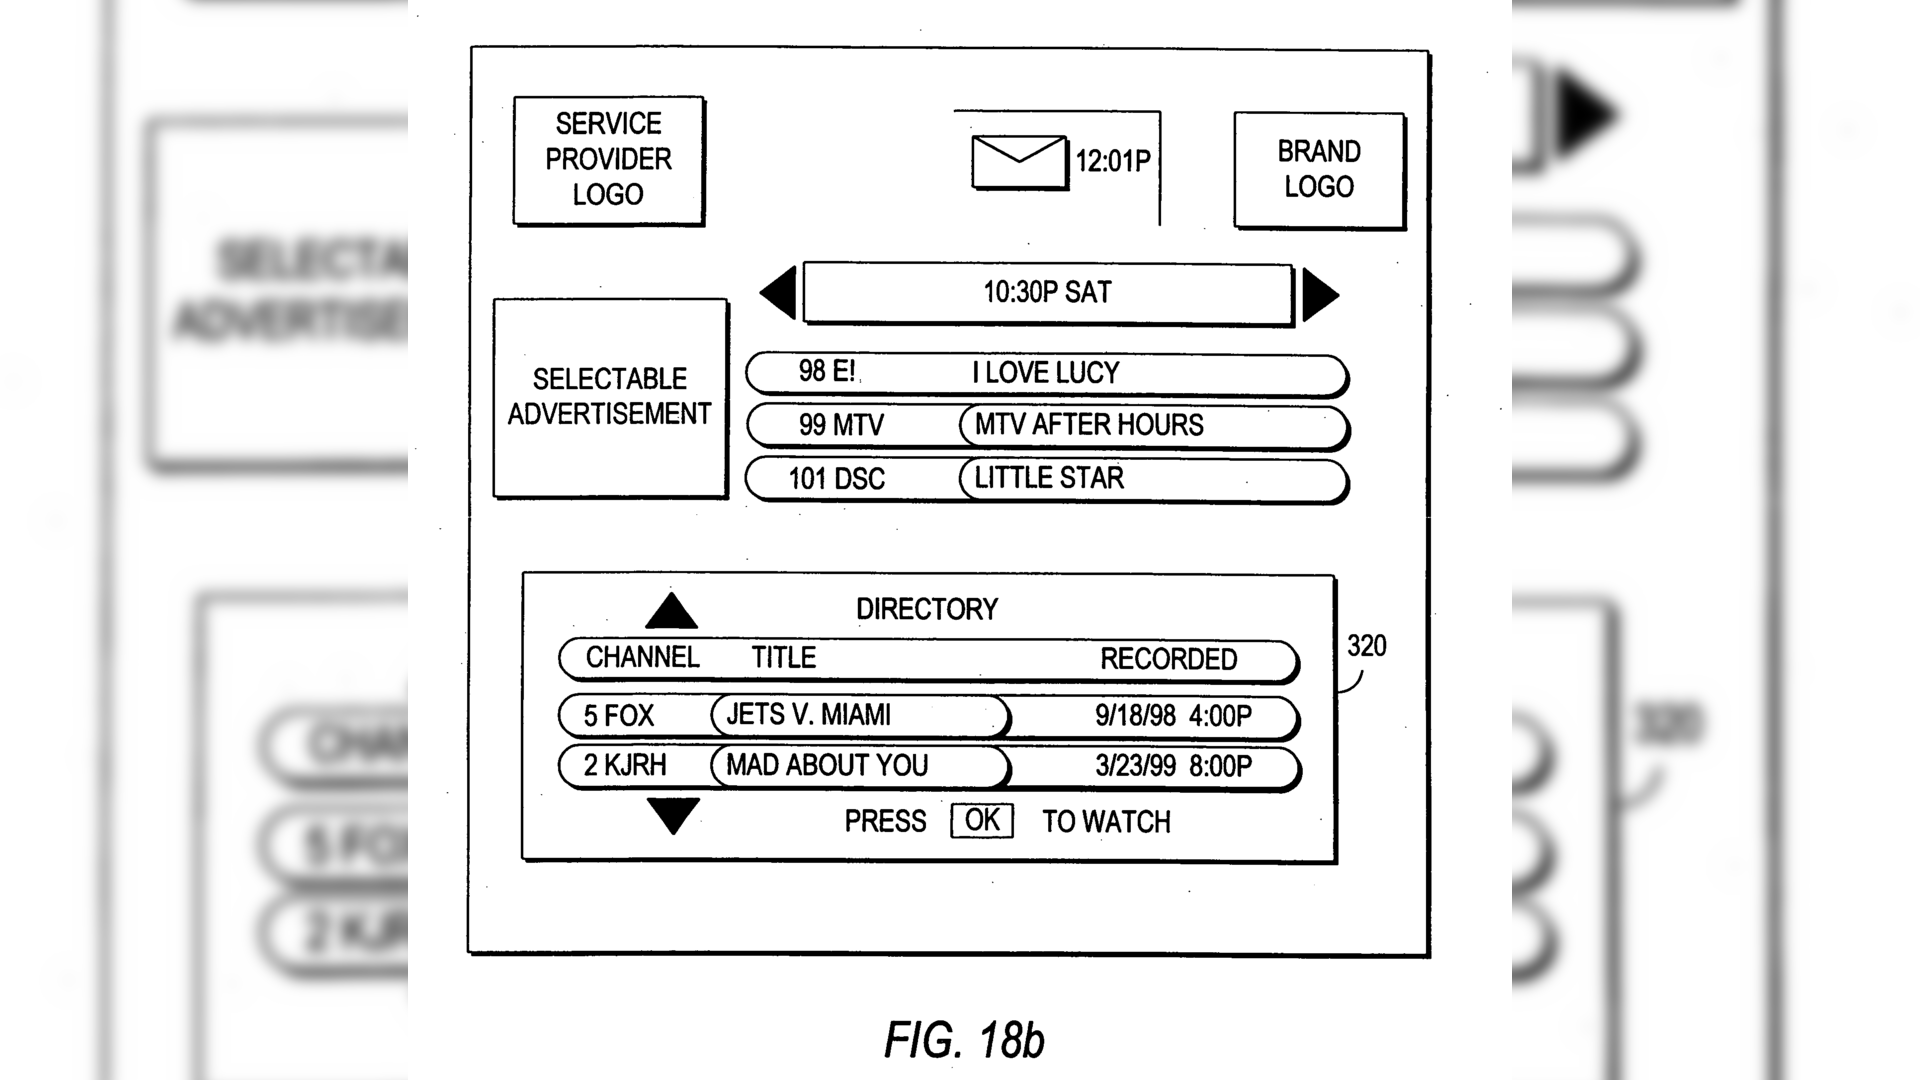 SERVICE
PROVIDER
LOGO
12:01P
BRAND
LOGO
10:30P SAT
SELECTABLE
ADVERTISEMENT
98 E! I LOVE LUCY
99 MTV MTV AFTER HOURS
101 DSC LITTLE STAR
DIRECTORY
CHANNEL TITLE RECORDED
5 FOX JETS V. MIAMI 9/18/98 4:00P
2 KJRH MAD ABOUT YOU 3/23/99 8:00P
PRESS OK TO WATCH
320
FIG. 18b